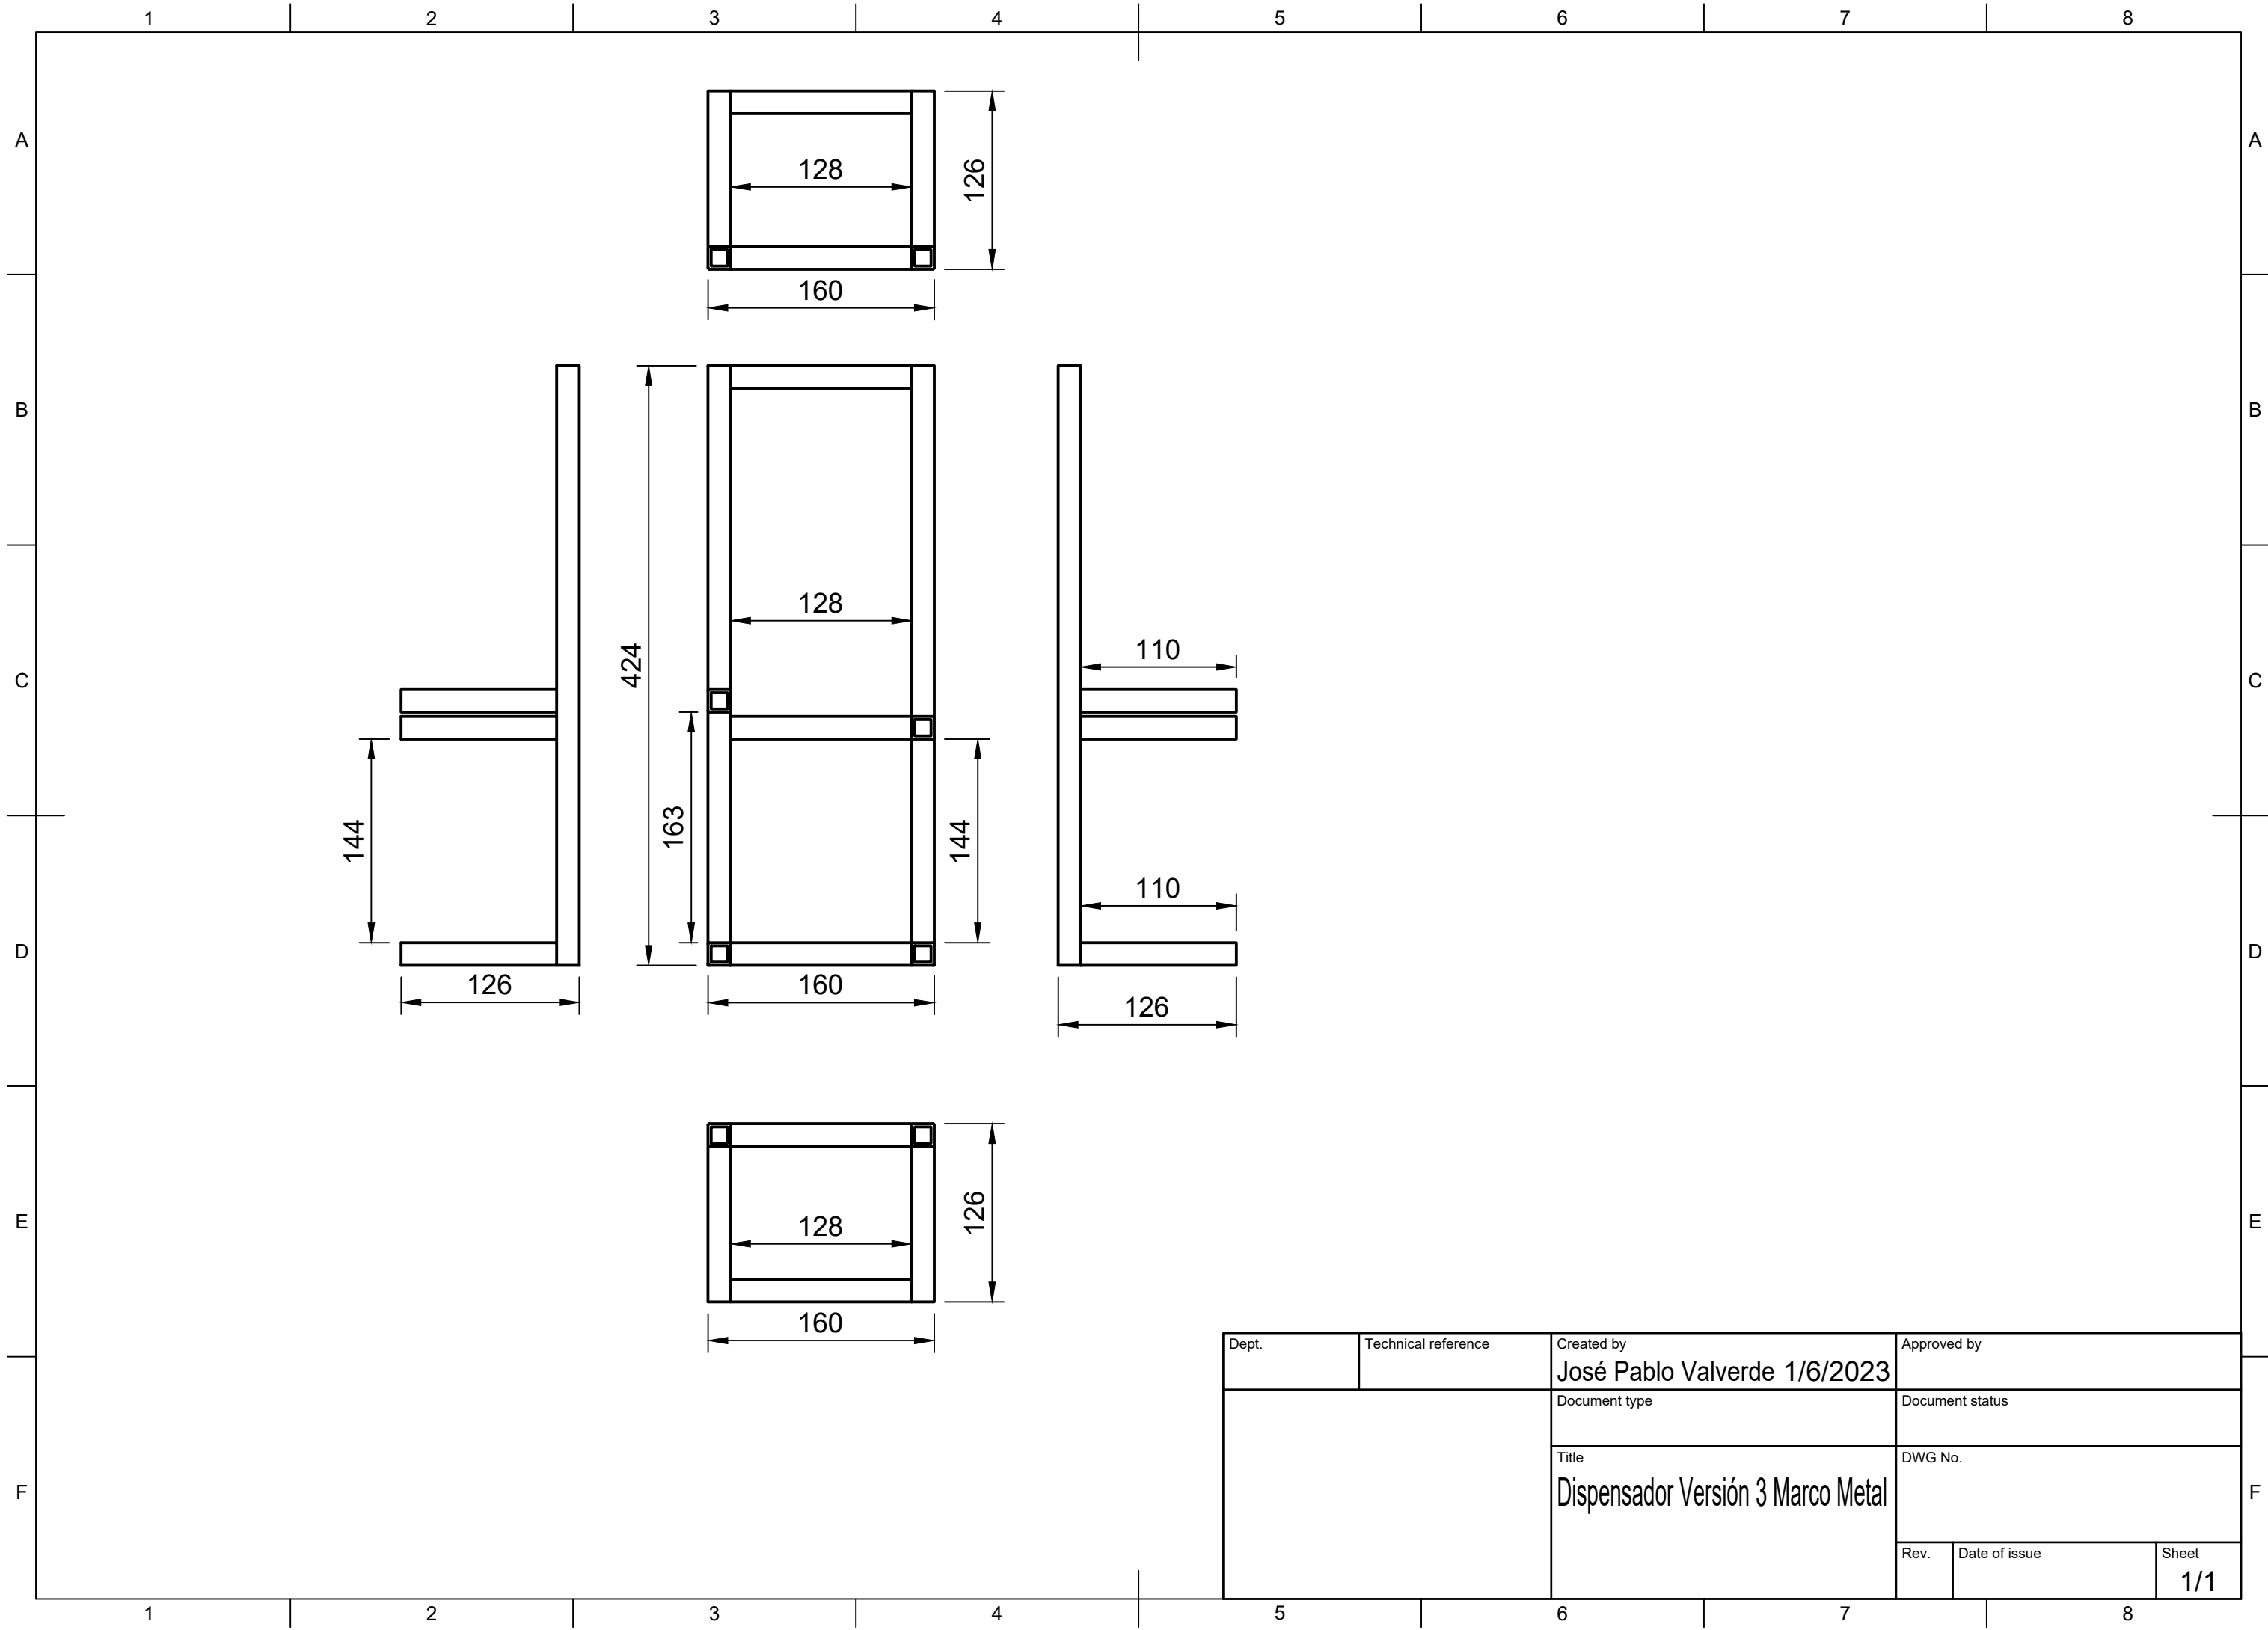 1 2 3 4 5 6 7 8
A A
128
126
160
B B
424
128
110
C C
163
144
144
144
110
D D
126
160
126
E E
128
126
160
Dept. Technical reference Created by Approved by
José Pablo Valverde 1/6/2023
Document type Document status
Title DWG No.
Dispensador Versión 3 Marco Metal
F F
Rev. Date of issue Sheet
1/1
1 2 3 4 5 6 7 8